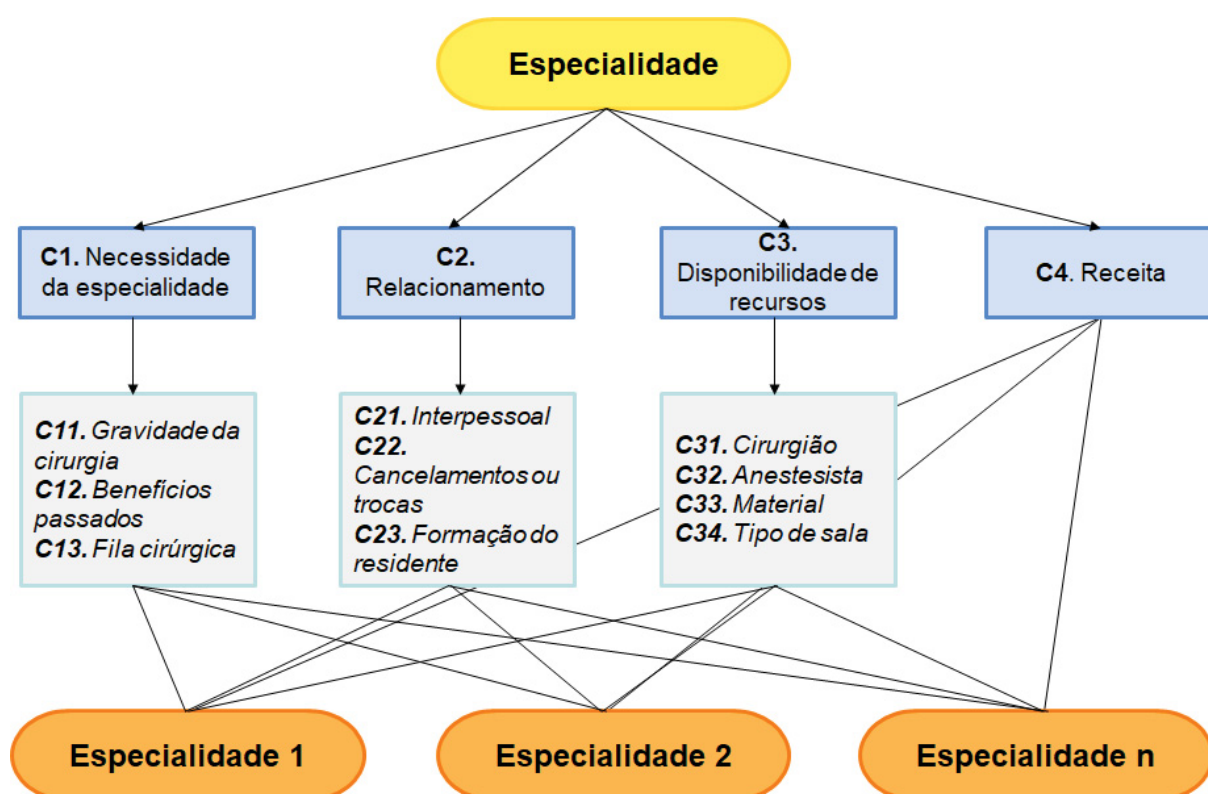 Especialidade
C1. Necessidade
da especialidade
C2.
Relacionamento
C3.
Disponibilidade de
recursos
C4. Receita
C11. Gravidade da
cirurgia
C12. Benefícios
passados
C13. Fila cirúrgica
C21. Interpessoal
C22.
Cancelamentos ou
trocas
C23. Formação do
residente
C31. Cirurgião
C32. Anestesista
C33. Material
C34. Tipo de sala
Especialidade 1
Especialidade 2
Especialidade n